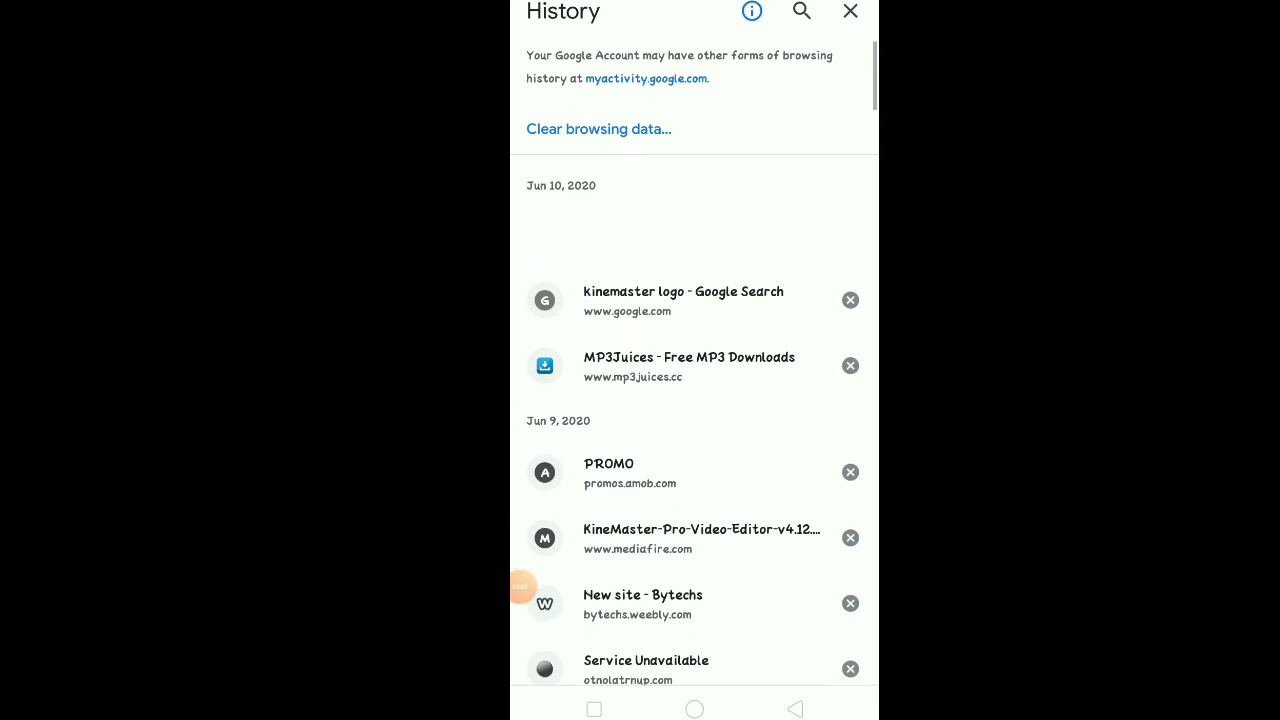 History
Your Google Account may have other forms of browsing
history at myactivity.google.com.
Clear browsing data...
Jun 10, 2020
kinemaster logo - Google Search
www.google.com
MP3Juices - Free MP3 Downloads
www.mp3juices.cc
Jun 9, 2020
A
PROMO
promos.amob.com
M
KineMaster-Pro-Video-Editor-v4.12....
www.mediafire.com
New site - Bytechs
bytechs.weebly.com
Service Unavailable
otnolatrnup.com